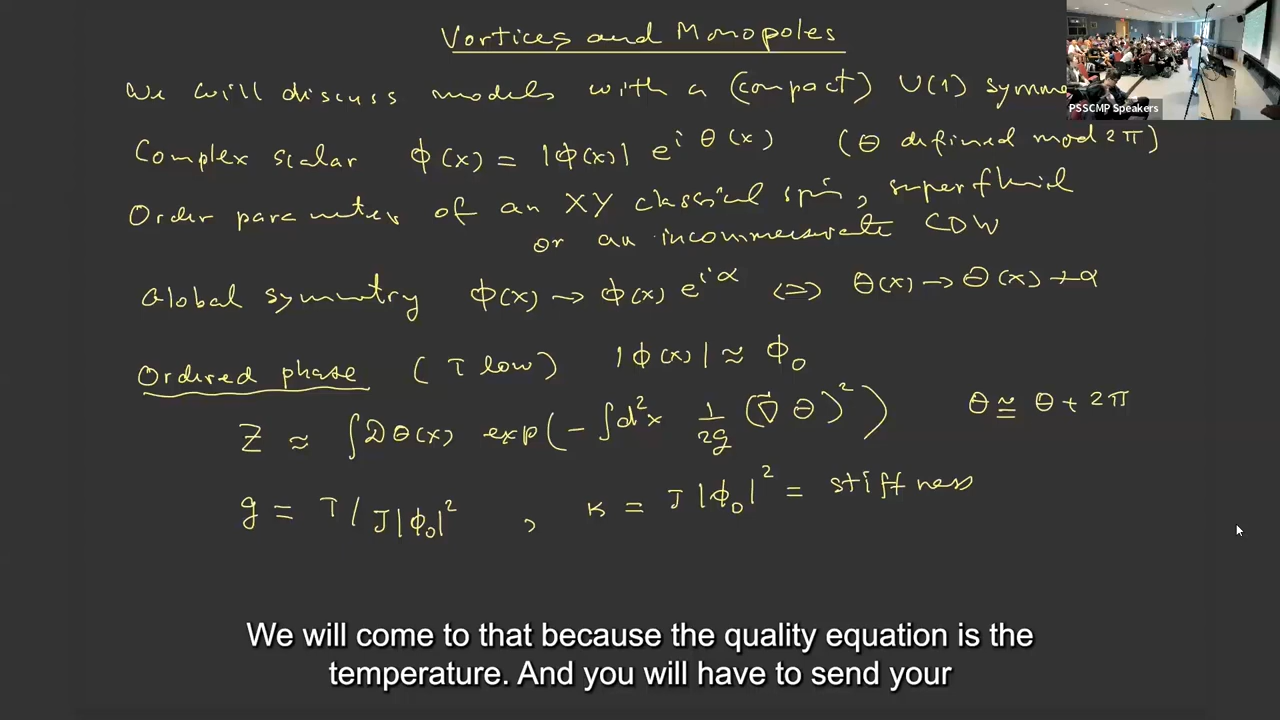 Vortices and Monopoles
We will discuss models with a (compact) U(1) symme
PSSCMP Speakers
Complex scalar ϕ(x) = |ϕ(x)| e^{iθ(x)} (θ defined mod 2π)
Order parameter of an XY classical spin, superfluid
or an incommensurate CDW
Global symmetry ϕ(x) → ϕ(x) e^{iα} ⇔ θ(x) → θ(x) + α
Ordered phase (T low) |ϕ(x)| ≈ ϕ₀
Z ≈ ∫Dθ(x) exp(-∫d²x 1/2g (∇⃗ θ)²) θ ≅ θ + 2π
g = T/J|ϕ₀|² , κ = J|ϕ₀|² = stiffness
We will come to that because the quality equation is the
temperature. And you will have to send your